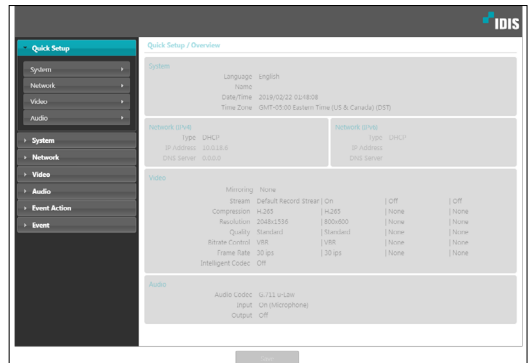 IDIS
Quick Setup
System
Network
Video
Audio
System
Network
Video
Audio
Event Action
Event
Quick Setup / Overview
System
Language English
Name
Date/Time 2019/02/22 01:48:08
Time Zone GMT-05:00 Eastern Time (US & Canada) (DST)
Network (IPv4)
Type DHCP
IP Address
DNS Server 0.0.0.0
Network (IPv6)
Type DHCP
IP Address
DNS Server
Video
Mirroring None
Stream Default Record Strear | On | Off | Off
Compression H.265 | H.265 | None | None
Resolution 2048x1536 | 800x600 | None | None
Quality Standard | Standard | None | None
Bitrate Control VBR | VBR | None | None
Frame Rate 30 ips | 30 ips | None | None
Intelligent Codec Off
Audio
Audio Codec G.711 u-Law
Input On (Microphone)
Output Off